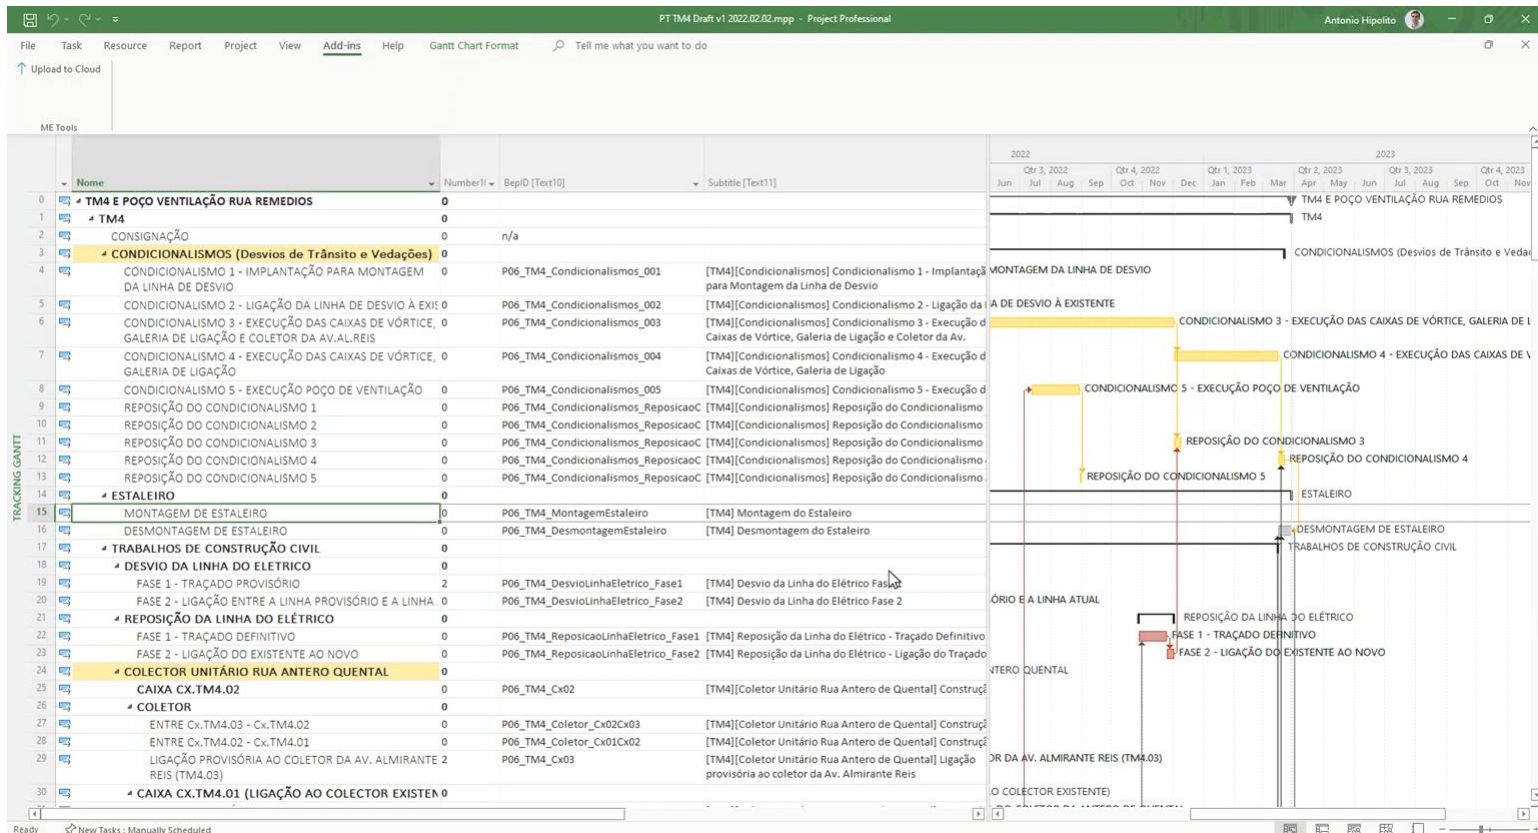 PT TM4 Draft v1 2022.02.02.mpp - Project Professional
Antonio Hipolito
File Task Resource Report Project View Add-ins Help Gantt Chart Format Tell me what you want to do
Upload to Cloud
ME Tools
Nome Number1( BepID [Text10] Subtitle [Text11]
2022 2023
Qtr 3, 2022 Qtr 4, 2022 Qtr 1, 2023 Qtr 2, 2023 Qtr 3, 2023 Qtr 4, 2023
Jun Jul Aug Sep Oct Nov Dec Jan Feb Mar Apr May Jun Jul Aug Sep Oct Nov
TRACKING GANTT
0 TM4 E POÇO VENTILAÇÃO RUA REMEDIOS 0
1 TM4 0
2 CONSIGNAÇÃO 0 n/a
3 CONDICIONALISMOS (Desvios de Trânsito e Vedações) 0
4 CONDICIONALISMO 1 - IMPLANTAÇÃO PARA MONTAGEM 0 P06_TM4_Condicionalismos_001 [TM4][Condicionalismos] Condicionalismo 1 - Implantaçã
DA LINHA DE DESVIO para Montagem da Linha de Desvio
5 CONDICIONALISMO 2 - LIGAÇÃO DA LINHA DE DESVIO À EXIS 0 P06_TM4_Condicionalismos_002 [TM4][Condicionalismos] Condicionalismo 2 - Ligação da
6 CONDICIONALISMO 3 - EXECUÇÃO DAS CAIXAS DE VÓRTICE, 0 P06_TM4_Condicionalismos_003 [TM4][Condicionalismos] Condicionalismo 3 - Execução d
GALERIA DE LIGAÇÃO E COLETOR DA AV.AL.REIS Caixas de Vórtice, Galeria de Ligação e Coletor da Av.
7 CONDICIONALISMO 4 - EXECUÇÃO DAS CAIXAS DE VÓRTICE, 0 P06_TM4_Condicionalismos_004 [TM4][Condicionalismos] Condicionalismo 4 - Execução d
GALERIA DE LIGAÇÃO Caixas de Vórtice, Galeria de Ligação
8 CONDICIONALISMO 5 - EXECUÇÃO POÇO DE VENTILAÇÃO 0 P06_TM4_Condicionalismos_005 [TM4][Condicionalismos] Condicionalismo 5 - Execução d
9 REPOSIÇÃO DO CONDICIONALISMO 1 0 P06_TM4_Condicionalismos_ReposicaoC [TM4][Condicionalismos] Reposição do Condicionalismo
10 REPOSIÇÃO DO CONDICIONALISMO 2 0 P06_TM4_Condicionalismos_ReposicaoC [TM4][Condicionalismos] Reposição do Condicionalismo
11 REPOSIÇÃO DO CONDICIONALISMO 3 0 P06_TM4_Condicionalismos_ReposicaoC [TM4][Condicionalismos] Reposição do Condicionalismo
12 REPOSIÇÃO DO CONDICIONALISMO 4 0 P06_TM4_Condicionalismos_ReposicaoC [TM4][Condicionalismos] Reposição do Condicionalismo
13 REPOSIÇÃO DO CONDICIONALISMO 5 0 P06_TM4_Condicionalismos_ReposicaoC [TM4][Condicionalismos] Reposição do Condicionalismo
14 ESTALEIRO 0
15 MONTAGEM DE ESTALEIRO 0 P06_TM4_MontagemEstaleiro [TM4] Montagem do Estaleiro
16 DESMONTAGEM DE ESTALEIRO 0 P06_TM4_DesmontagemEstaleiro [TM4] Desmontagem do Estaleiro
17 TRABALHOS DE CONSTRUÇÃO CIVIL 0
18 DESVIO DA LINHA DO ELETRICO 0
19 FASE 1 - TRAÇADO PROVISÓRIO 2 P06_TM4_DesvioLinhaEletrico_Fase1 [TM4] Desvio da Linha do Elétrico
20 FASE 2 - LIGAÇÃO ENTRE A LINHA PROVISÓRIO E A LINHA 0 P06_TM4_DesvioLinhaEletrico_Fase2 [TM4] Desvio da Linha do Elétrico Fase 2
21 REPOSIÇÃO DA LINHA DO ELÉTRICO 0
22 FASE 1 - TRAÇADO DEFINITIVO 0 P06_TM4_ReposicaoLinhaEletrico_Fase1 [TM4] Reposição da Linha do Elétrico - Traçado Definitivo
23 FASE 2 - LIGAÇÃO DO EXISTENTE AO NOVO 0 P06_TM4_ReposicaoLinhaEletrico_Fase2 [TM4] Reposição da Linha do Elétrico - Ligação do Traçado
24 COLECTOR UNITÁRIO RUA ANTERO QUENTAL 0
25 CAIXA CX.TM4.02 0 P06_TM4_Cx02 [TM4][Coletor Unitário Rua Antero de Quental] Construçã
26 COLETOR 0
27 ENTRE Cx.TM4.03 - Cx.TM4.02 0 P06_TM4_Coletor_Cx02Cx03 [TM4][Coletor Unitário Rua Antero de Quental] Construçã
28 ENTRE Cx.TM4.02 - Cx.TM4.01 0 P06_TM4_Coletor_Cx01Cx02 [TM4][Coletor Unitário Rua Antero de Quental] Construçã
29 LIGAÇÃO PROVISÓRIA AO COLETOR DA AV. ALMIRANTE 2 P06_TM4_Cx03 [TM4][Coletor Unitário Rua Antero de Quental] Ligação
REIS (TM4.03) provisória ao coletor da Av. Almirante Reis
30 CAIXA CX.TM4.01 (LIGAÇÃO AO COLECTOR EXISTEN 0
TM4 E POÇO VENTILAÇÃO RUA REMEDIOS
TM4
CONDICIONALISMOS (Desvios de Trânsito e Vedaç
MONTAGEM DA LINHA DE DESVIO
A DE DESVIO À EXISTENTE
CONDICIONALISMO 3 - EXECUÇÃO DAS CAIXAS DE VÓRTICE, GALERIA DE L
CONDICIONALISMO 4 - EXECUÇÃO DAS CAIXAS DE V
CONDICIONALISMO 5 - EXECUÇÃO POÇO DE VENTILAÇÃO
REPOSIÇÃO DO CONDICIONALISMO 3
REPOSIÇÃO DO CONDICIONALISMO 4
REPOSIÇÃO DO CONDICIONALISMO 5
ESTALEIRO
DESMONTAGEM DE ESTALEIRO
TRABALHOS DE CONSTRUÇÃO CIVIL
ÓRIO E A LINHA ATUAL
REPOSIÇÃO DA LINHA DO ELÉTRICO
FASE 1 - TRAÇADO DEFINITIVO
FASE 2 - LIGAÇÃO DO EXISTENTE AO NOVO
NTERO QUENTAL
OR DA AV. ALMIRANTE REIS (TM4.03)
O COLECTOR EXISTENTE)
Ready New Tasks : Manually Scheduled